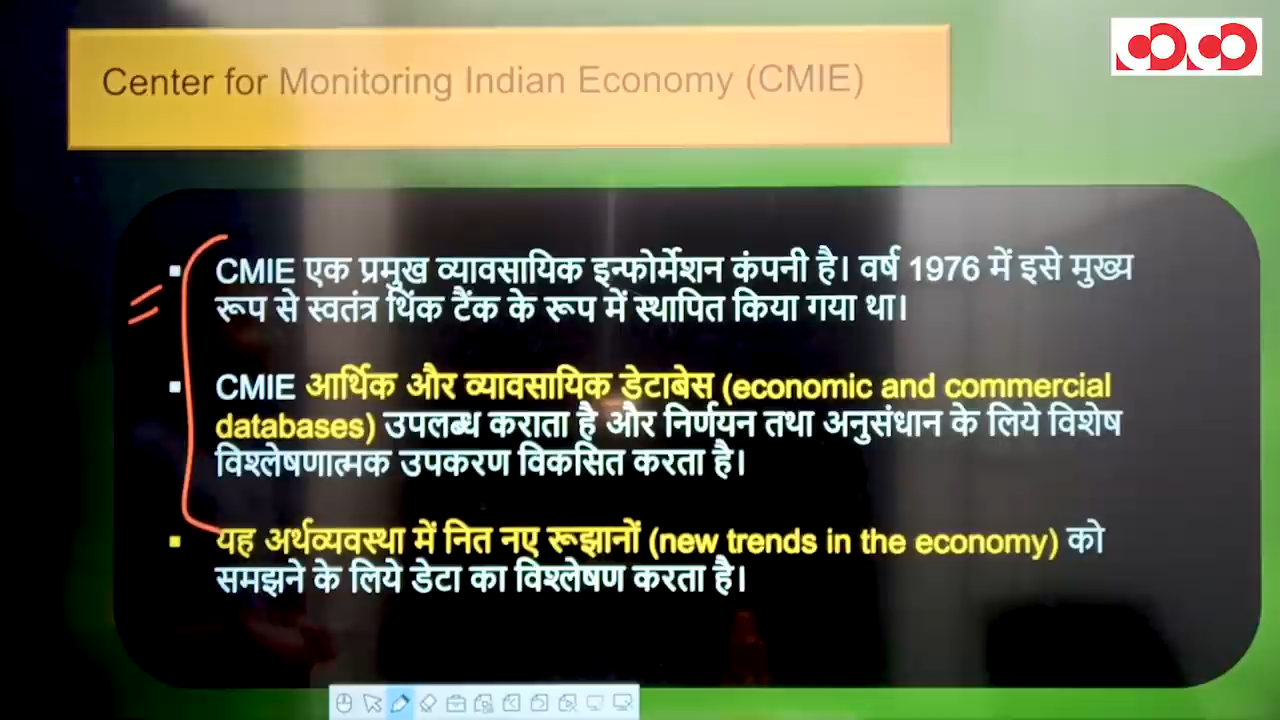 Center for Monitoring Indian Economy (CMIE)
CMIE एक प्रमुख व्यावसायिक इन्फोर्मेशन कंपनी है। वर्ष 1976 में इसे मुख्य
रूप से स्वतंत्र थिंक टैंक के रूप में स्थापित किया गया था।
CMIE आर्थिक और व्यावसायिक डेटाबेस (economic and commercial
databases) उपलब्ध कराता है और निर्णयन तथा अनुसंधान के लिये विशेष
विश्लेषणात्मक उपकरण विकसित करता है।
यह अर्थव्यवस्था में नित नए रूझानों (new trends in the economy) को
समझने के लिये डेटा का विश्लेषण करता है।